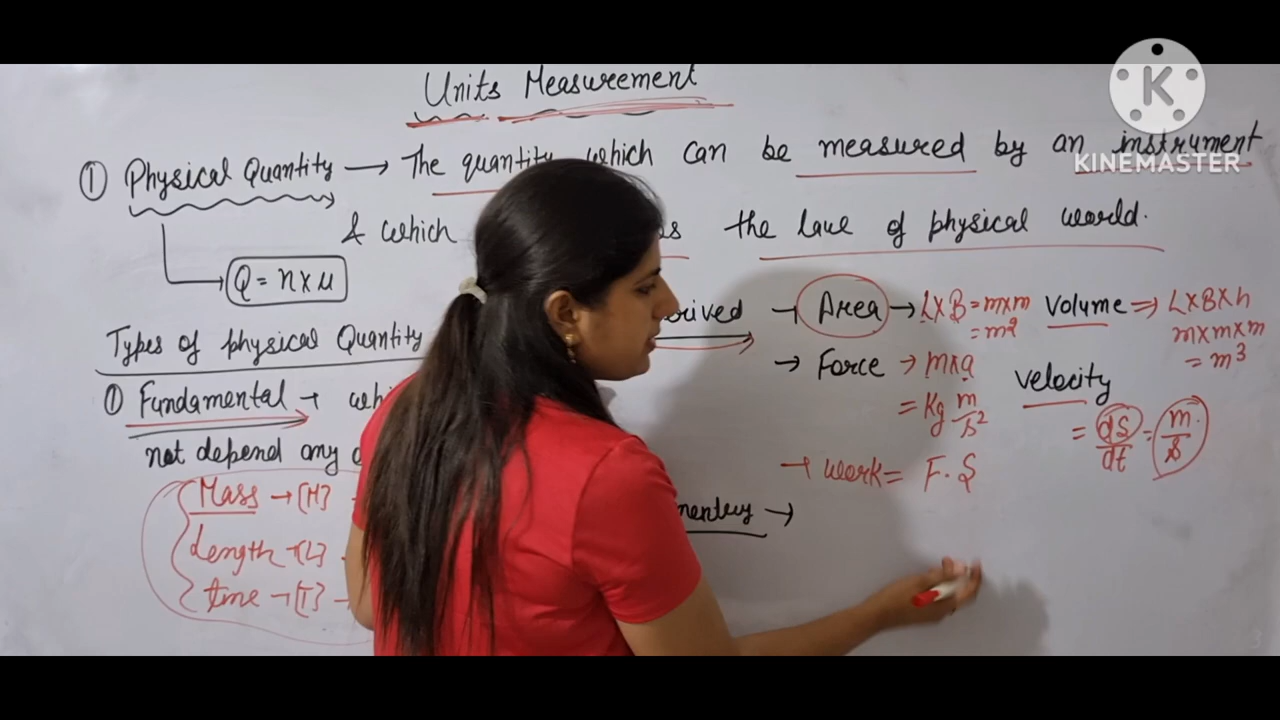 Units Measurement
① Physical Quantity → The quantity which can be measured by an instrument
& which the law of physical world.
Q = n x u
Types of physical Quantity
① Fundamental →
not depend any
Mass → [M]
Length → [L]
time → [T]
→ Area → L×B = m×m
= m²
Volume ⇒ L×B×h
m×m×m
= m³
→ Force → m×a
= Kg m/s²
Velocity
= ds/dt = m/s
→ work = F.S
KINEMASTER
K